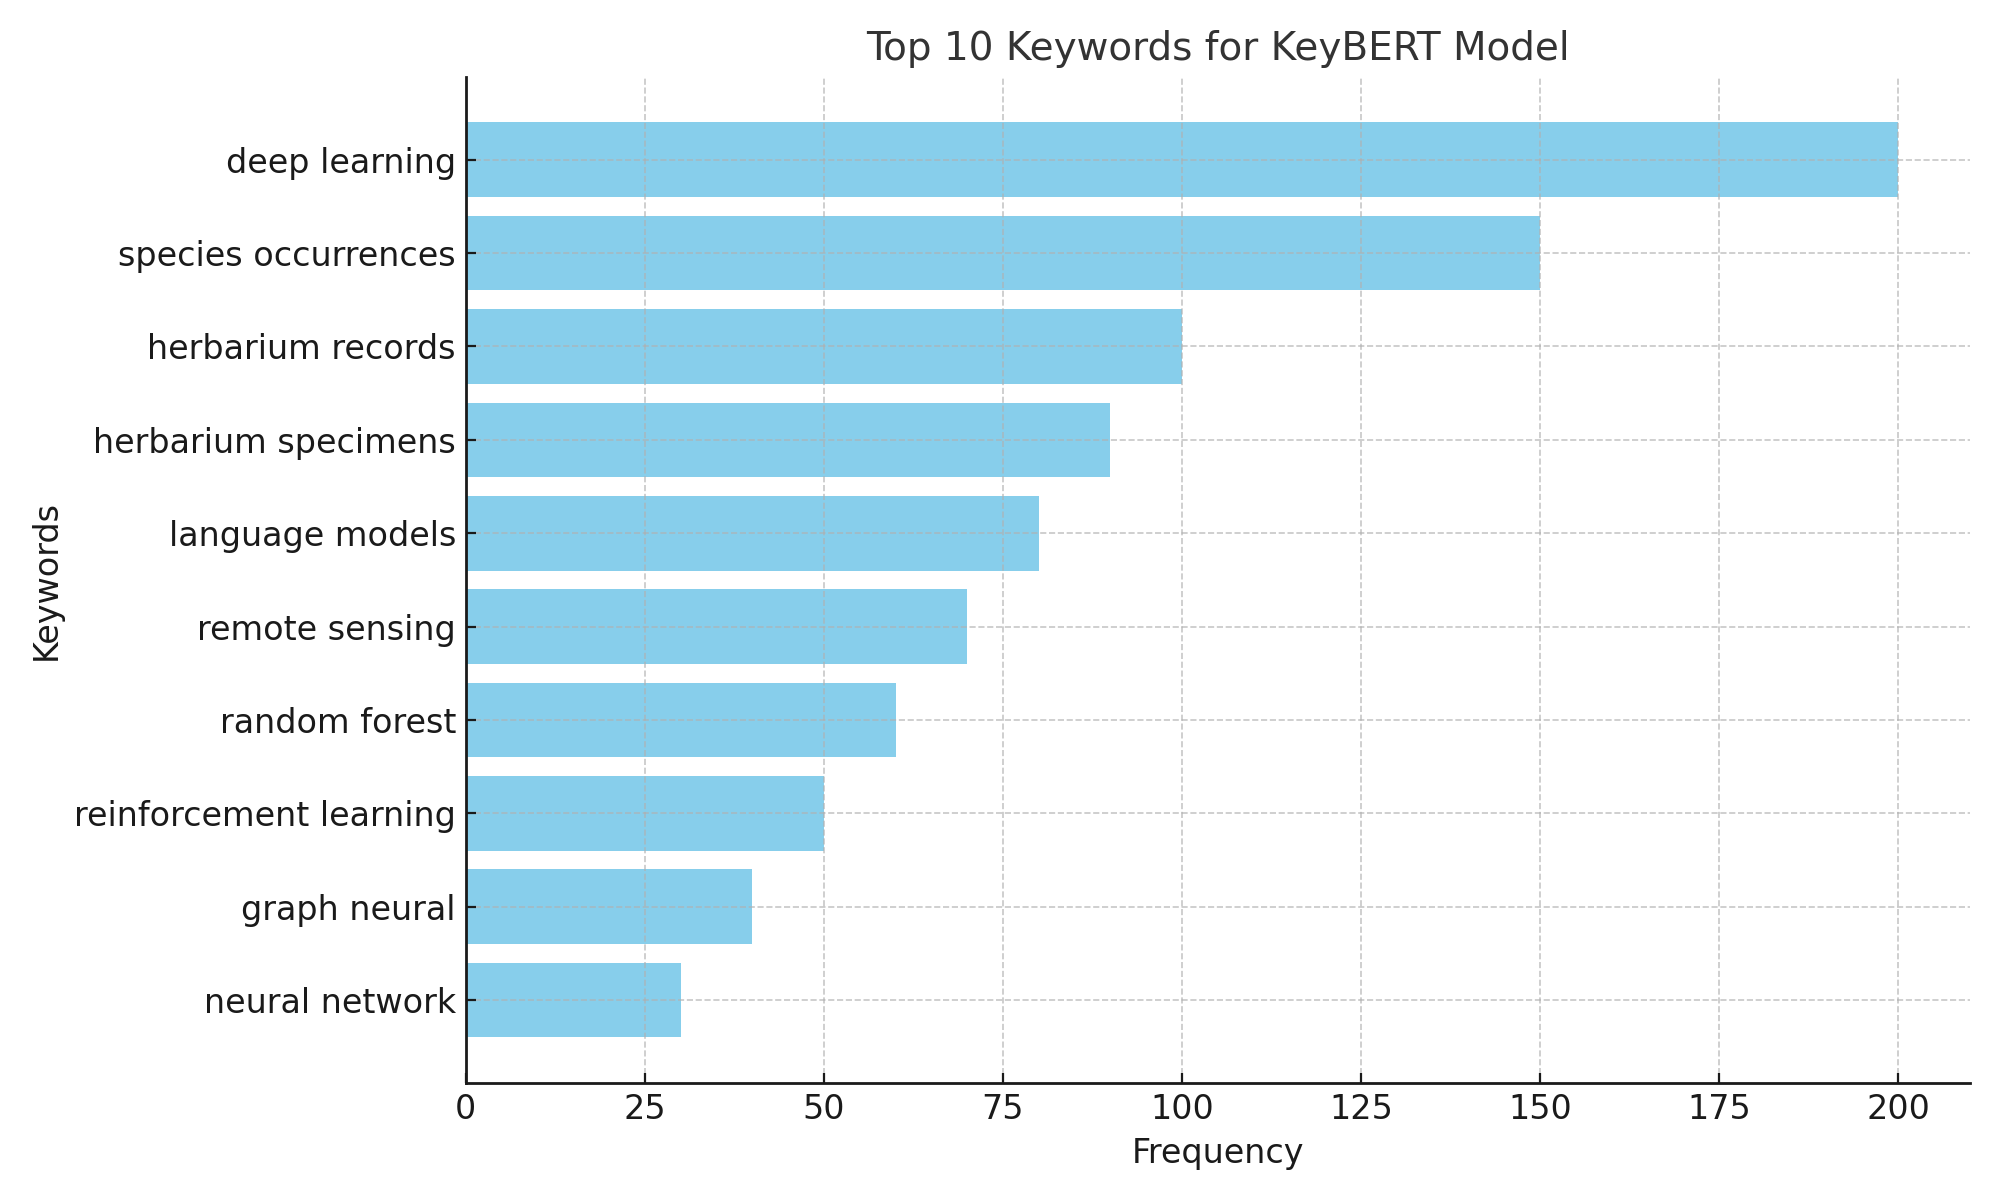 Top 10 Keywords for KeyBERT Model
deep learning
species occurrences
herbarium records
herbarium specimens
language models
remote sensing
random forest
reinforcement learning
graph neural
neural network
Keywords
0 25 50 75 100 125 150 175 200
Frequency